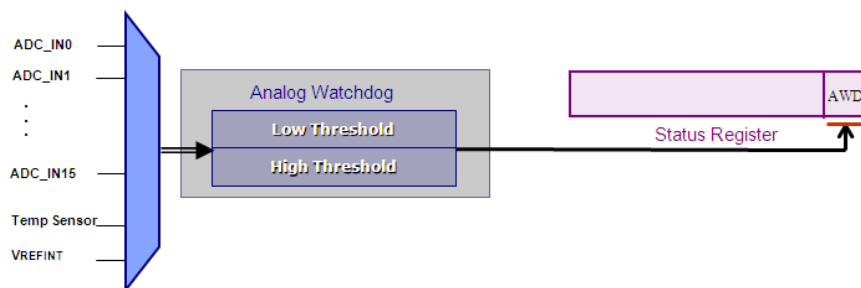 ADC_IN0
ADC_IN1
.
.
.
ADC_IN15
Temp Sensor
VREFINT
Analog Watchdog
Low Threshold
High Threshold
AWD
Status Register